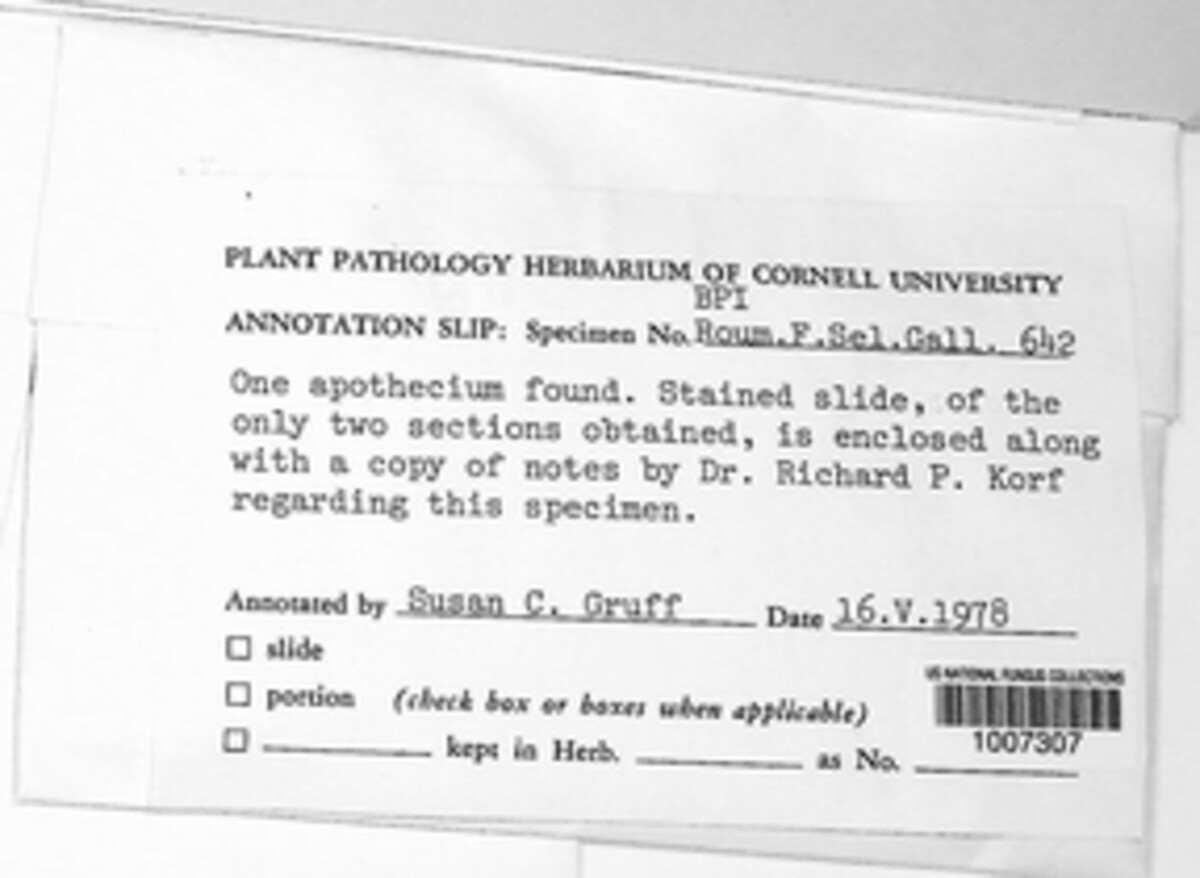 PLANT PATHOLOGY HERBARIUM OF CORNELL UNIVERSITY
BPI
ANNOTATION SLIP: Specimen No. Roum.F.Sel.Gall. 642
One apothecium found. Stained slide, of the
only two sections obtained, is enclosed along
with a copy of notes by Dr. Richard P. Korf
regarding this specimen.
Annotated by Susan C. Gruff Date 16.V.1978
☐ slide
☐ portion (check box or boxes when applicable)
☐ ________ kept in Herb. ________ as No. ________
US NATIONAL FUNGUS COLLECTIONS
1007307